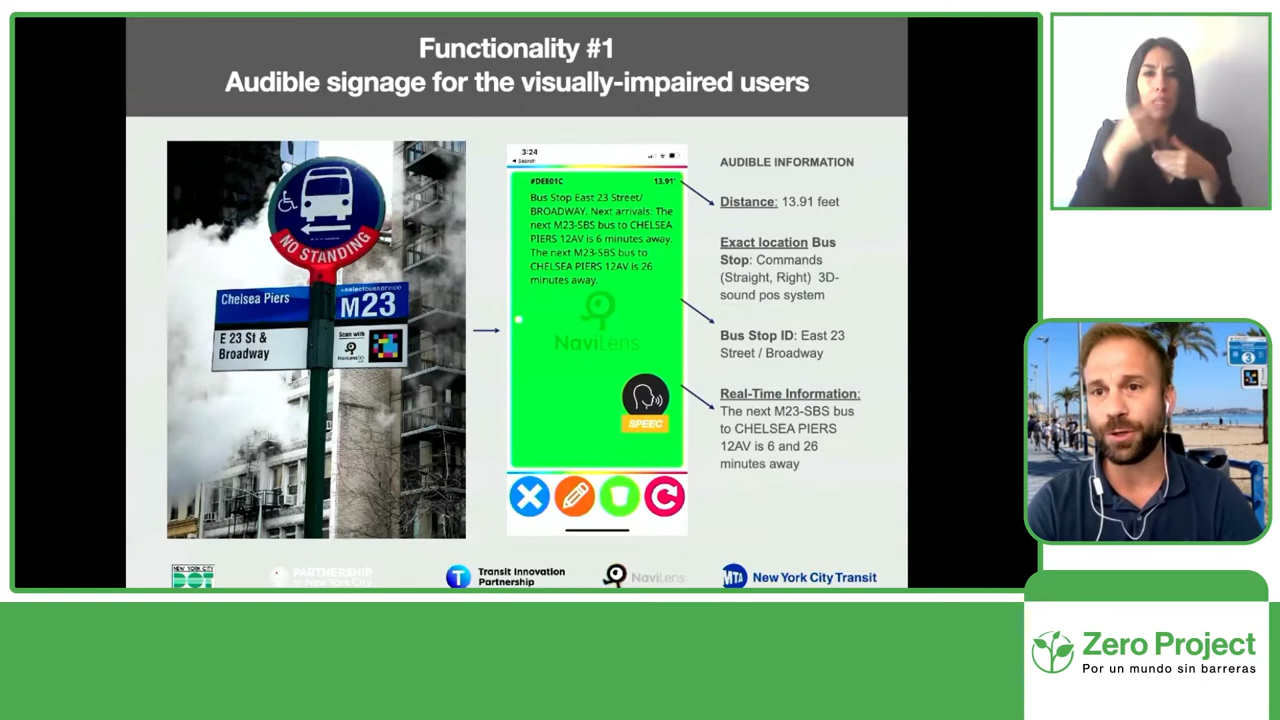 Functionality #1
Audible signage for the visually-impaired users
NO STANDING
+selectbusservice
Chelsea Piers
M23
E 23 St &
Broadway
Scan with
3:24
Search
#DEE01C
13.91'
Bus Stop East 23 Street/
BROADWAY. Next arrivals: The
next M23-SBS bus to CHELSEA
PIERS 12AV is 6 minutes away.
The next M23-SBS bus to
CHELSEA PIERS 12AV is 26
minutes away.
NaviLens
SPEEC
AUDIBLE INFORMATION
Distance: 13.91 feet
Exact location Bus
Stop: Commands
(Straight, Right) 3D-
sound pos system
Bus Stop ID: East 23
Street / Broadway
Real-Time Information:
The next M23-SBS bus
to CHELSEA PIERS
12AV is 6 and 26
minutes away
NEW YORK CITY
DOT
PARTNERSHIP
for New York City
T
Transit Innovation
Partnership
NaviLens
MTA
New York City Transit
3
Zero Project
Por un mundo sin barreras